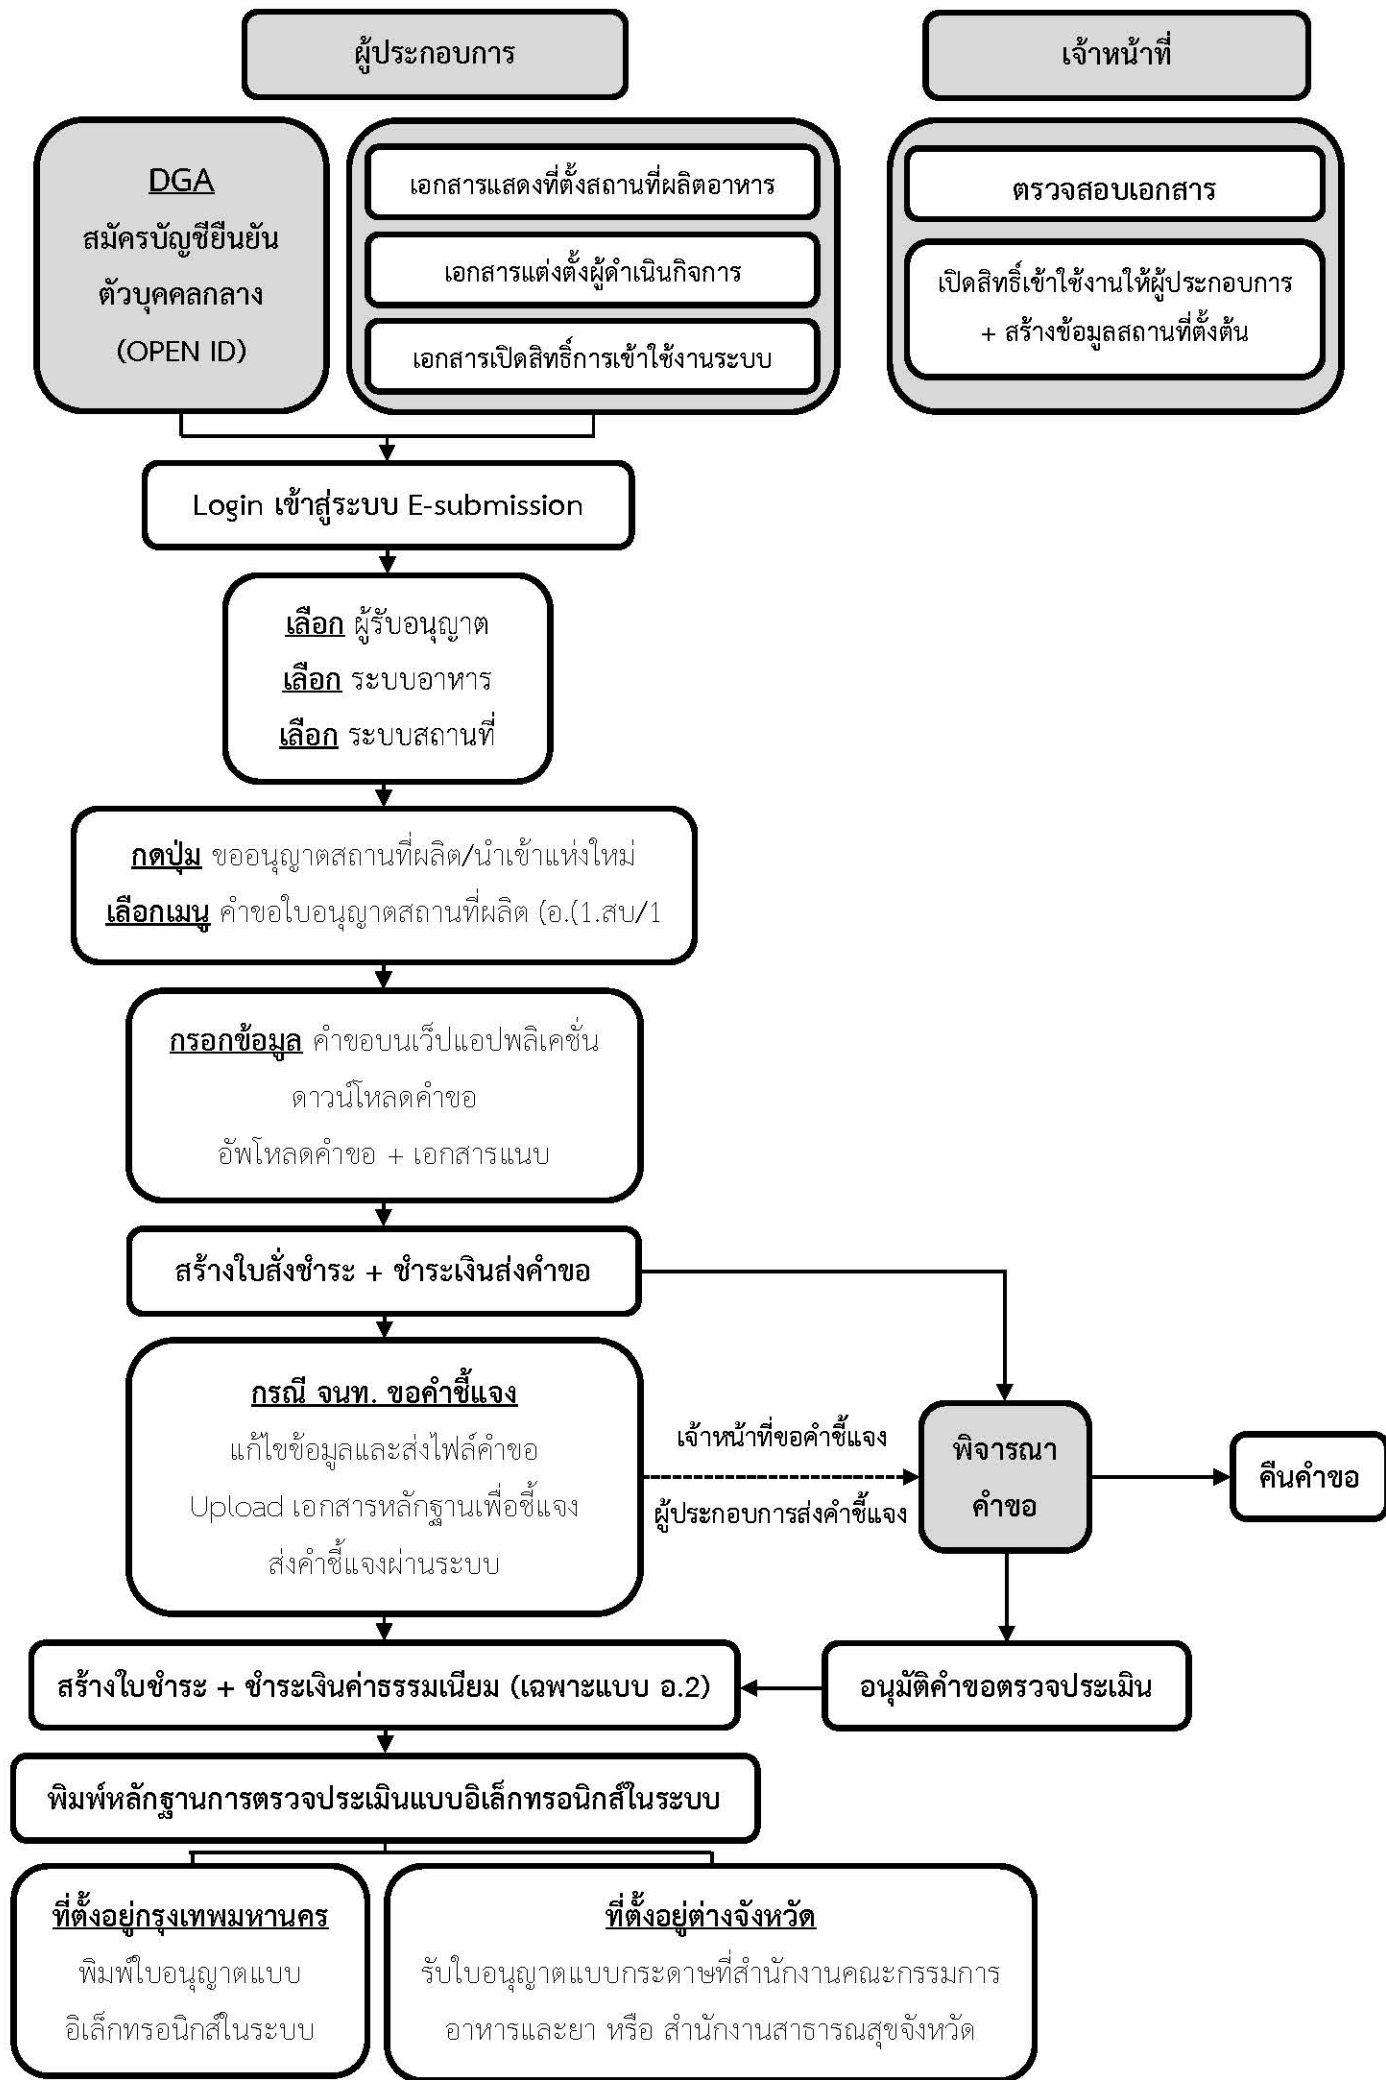 ผู้ประกอบการ
เจ้าหน้าที่
DGA
สมัครบัญชียืนยัน
ตัวบุคคลกลาง
(OPEN ID)
เอกสารแสดงที่ตั้งสถานที่ผลิตอาหาร
เอกสารแต่งตั้งผู้ดำเนินกิจการ
เอกสารเปิดสิทธิ์การเข้าใช้งานระบบ
ตรวจสอบเอกสาร
เปิดสิทธิ์เข้าใช้งานให้ผู้ประกอบการ
+ สร้างข้อมูลสถานที่ตั้งต้น
Login เข้าสู่ระบบ E-submission
เลือก ผู้รับอนุญาต
เลือก ระบบอาหาร
เลือก ระบบสถานที่
กดปุ่ม ขออนุญาตสถานที่ผลิต/นำเข้าแห่งใหม่
เลือกเมนู คำขอใบอนุญาตสถานที่ผลิต (อ.(1.สบ/1
กรอกข้อมูล คำขอบนเว็ปแอปพลิเคชั่น
ดาวน์โหลดคำขอ
อัพโหลดคำขอ + เอกสารแนบ
สร้างใบสั่งชำระ + ชำระเงินส่งคำขอ
กรณี จนท. ขอคำชี้แจง
แก้ไขข้อมูลและส่งไฟล์คำขอ
Upload เอกสารหลักฐานเพื่อชี้แจง
ส่งคำชี้แจงผ่านระบบ
เจ้าหน้าที่ขอคำชี้แจง
ผู้ประกอบการส่งคำชี้แจง
พิจารณา
คำขอ
คืนคำขอ
สร้างใบชำระ + ชำระเงินค่าธรรมเนียม (เฉพาะแบบ อ.2)
อนุมัติคำขอตรวจประเมิน
พิมพ์หลักฐานการตรวจประเมินแบบอิเล็กทรอนิกส์ในระบบ
ที่ตั้งอยู่กรุงเทพมหานคร
พิมพ์ใบอนุญาตแบบ
อิเล็กทรอนิกส์ในระบบ
ที่ตั้งอยู่ต่างจังหวัด
รับใบอนุญาตแบบกระดาษที่สำนักงานคณะกรรมการ
อาหารและยา หรือ สำนักงานสาธารณสุขจังหวัด